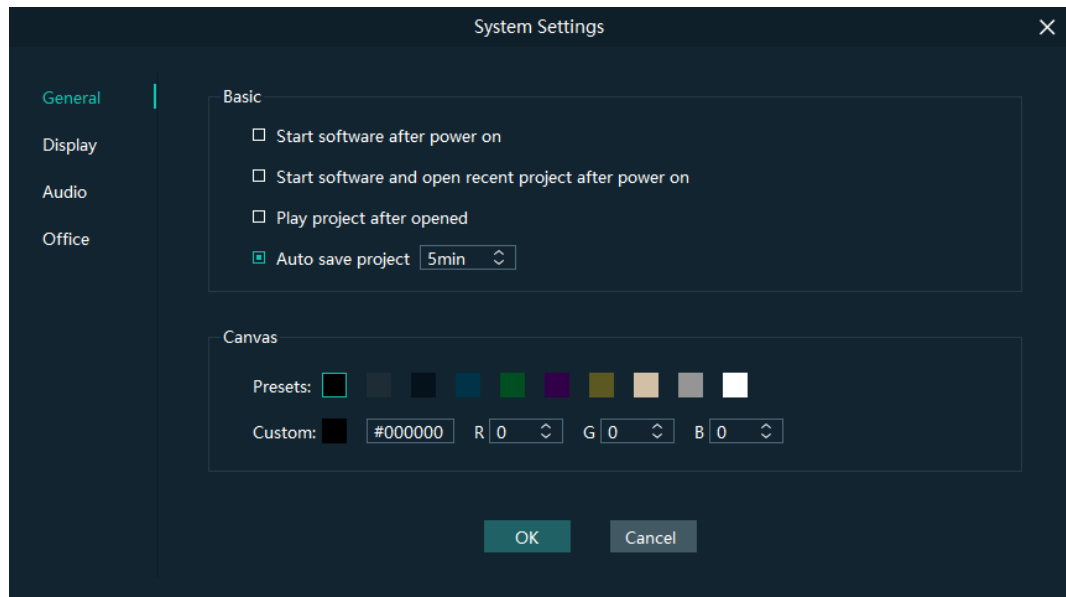 System Settings
General
Display
Audio
Office
Basic
Start software after power on
Start software and open recent project after power on
Play project after opened
Auto save project 5min
Canvas
Presets:
Custom: #000000 R 0 G 0 B 0
OK Cancel